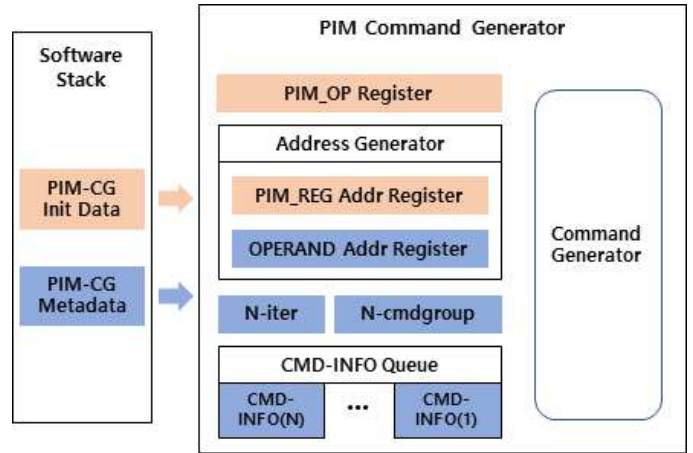 Software
Stack
PIM-CG
Init Data
PIM-CG
Metadata
PIM Command Generator
PIM_OP Register
Address Generator
PIM_REG Addr Register
OPERAND Addr Register
N-iter
N-cmdgroup
CMD-INFO Queue
CMD-
INFO(N)
...
CMD-
INFO(1)
Command
Generator